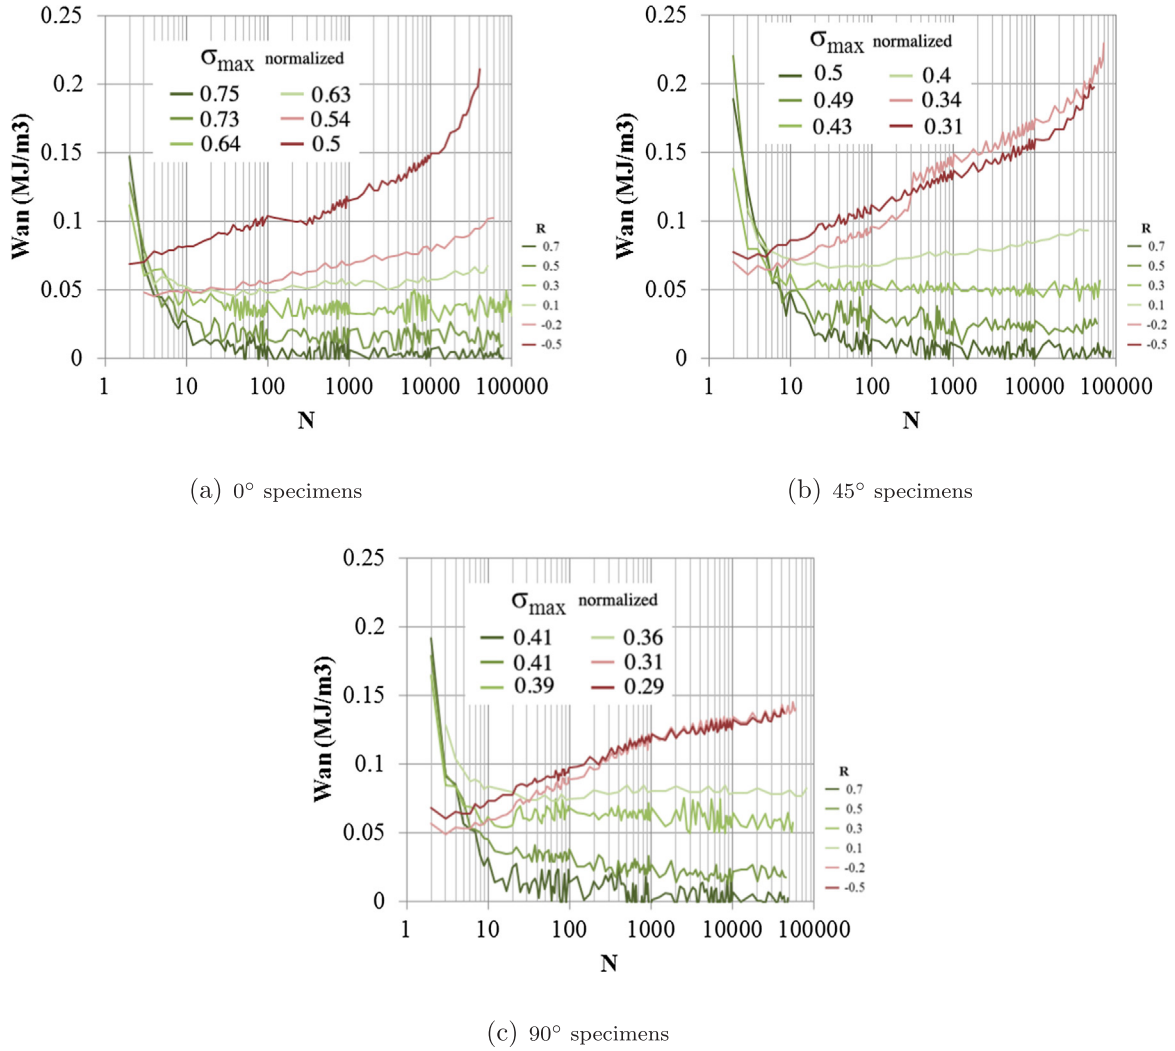 0.25
0.2
0.15
0.1
0.05
0
Wan (MJ/m3)
σmax normalized
0.75 0.63
0.73 0.54
0.64 0.5
R
0.7
0.5
0.3
0.1
-0.2
-0.5
1 10 100 1000 10000 100000
N
(a) 0° specimens
0.25
0.2
0.15
0.1
0.05
0
Wan (MJ/m3)
σmax normalized
0.5 0.4
0.49 0.34
0.43 0.31
R
0.7
0.5
0.3
0.1
-0.2
-0.5
1 10 100 1000 10000 100000
N
(b) 45° specimens
0.25
0.2
0.15
0.1
0.05
0
Wan (MJ/m3)
σmax normalized
0.41 0.36
0.41 0.31
0.39 0.29
R
0.7
0.5
0.3
0.1
-0.2
-0.5
1 10 100 1000 10000 100000
N
(c) 90° specimens